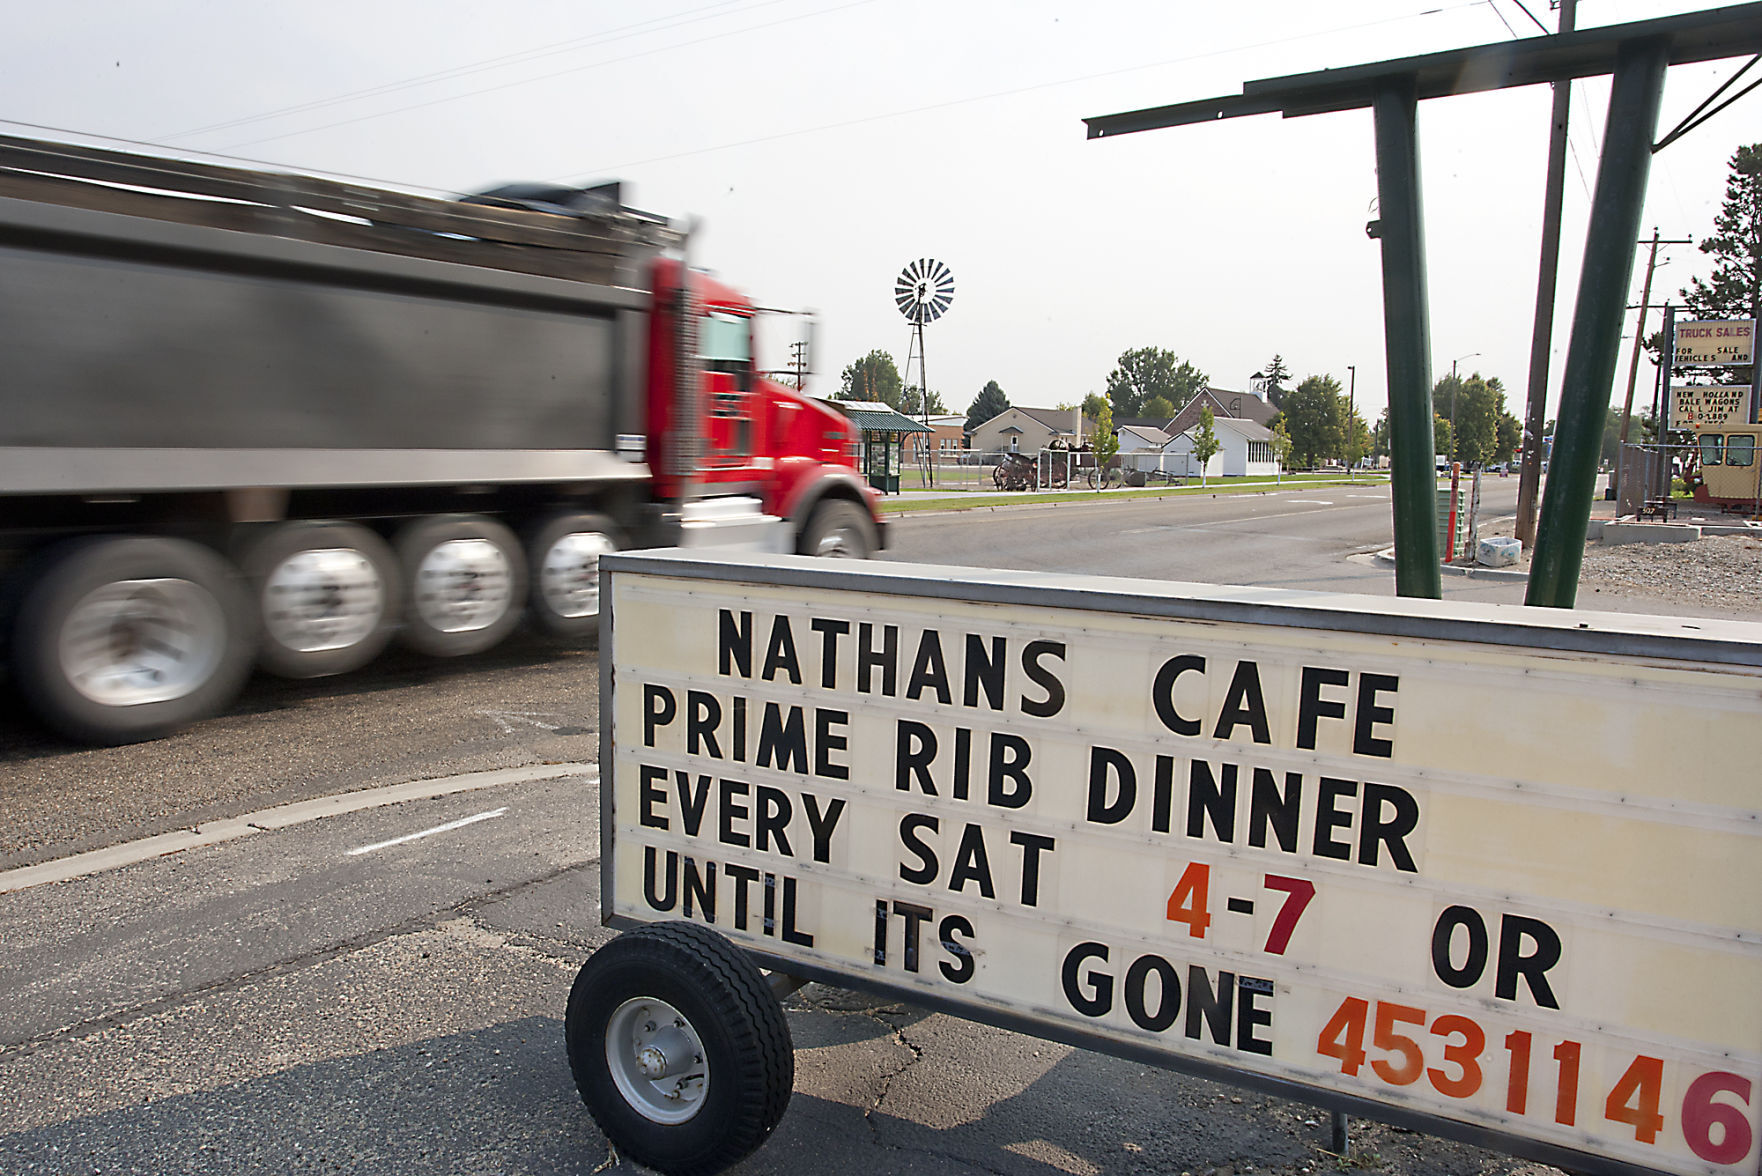 NATHANS CAFE
PRIME RIB DINNER
EVERY SAT 4-7 OR
UNTIL ITS GONE 4531146
TRUCK SALES
FOR SALE
VEHICLES AND
NEW HOLLAND
BALE WAGONS
CALL JIM AT
507